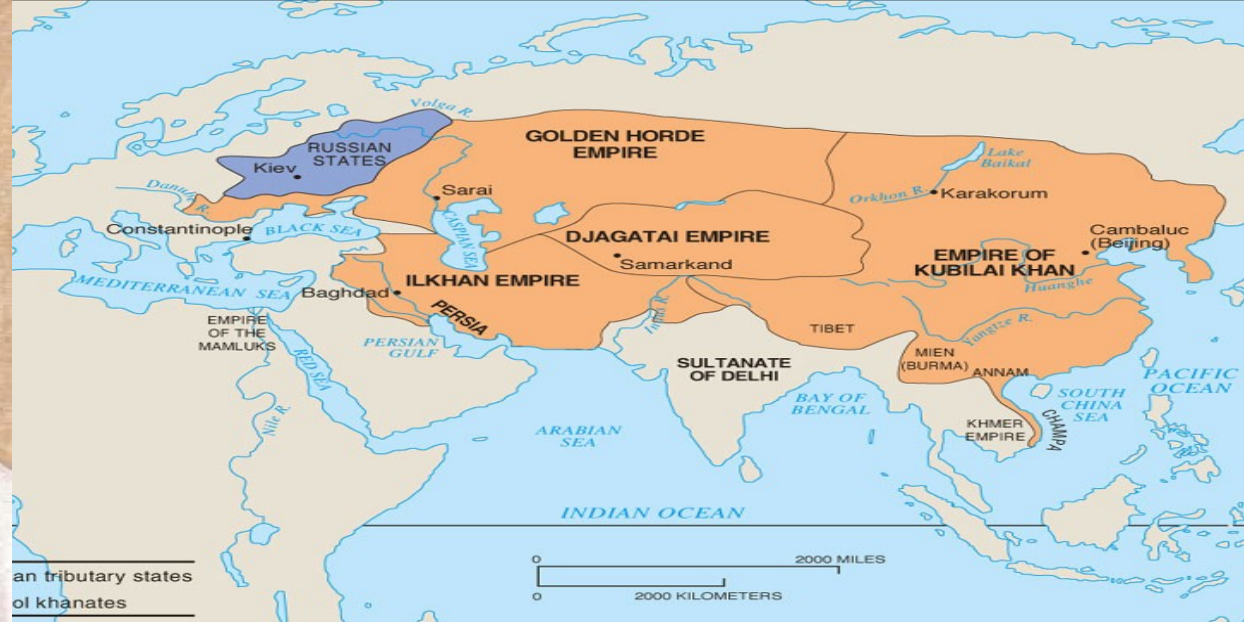 Volga R.
GOLDEN HORDE
EMPIRE
RUSSIAN
STATES
Kiev
Lake
Baikal
Danube R.
Sarai
Orkhon R.
Karakorum
Constantinople
BLACK SEA
CASPIAN SEA
DJAGATAI EMPIRE
Samarkand
Cambaluc
(Beijing)
EMPIRE OF
KUBILAI KHAN
MEDITERRANEAN SEA
Baghdad
ILKHAN EMPIRE
PERSIA
Huanghe
Indus R.
EMPIRE
OF THE
MAMLUKS
RED SEA
PERSIAN
GULF
TIBET
Yangtze R.
SULTANATE
OF DELHI
MIEN
(BURMA)
ANNAM
PACIFIC
OCEAN
Nile R.
BAY OF
BENGAL
SOUTH
CHINA
SEA
ARABIAN
SEA
KHMER
EMPIRE
CHAMPA
INDIAN OCEAN
0
2000 MILES
0
2000 KILOMETERS
an tributary states
ol khanates